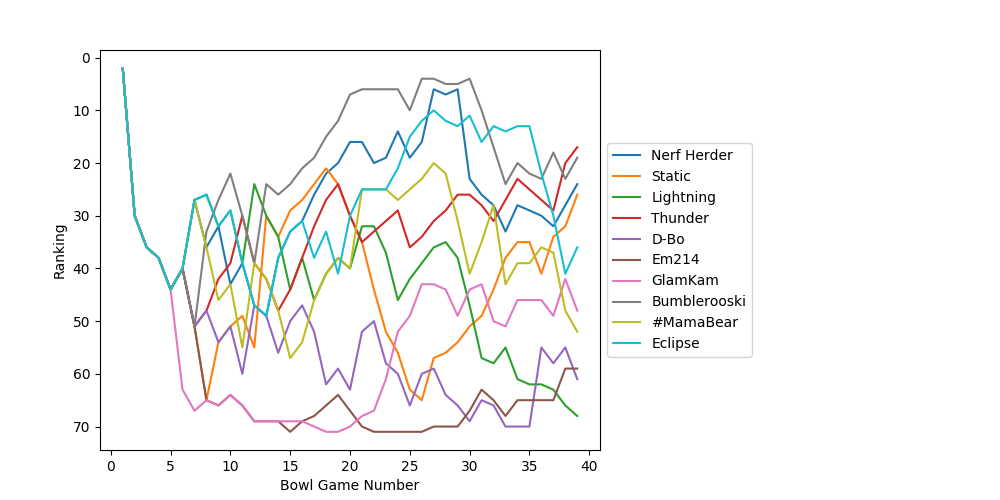 0
10
20
30
40
50
60
70
Ranking
0 5 10 15 20 25 30 35 40
Bowl Game Number
Nerf Herder
Static
Lightning
Thunder
D-Bo
Em214
GlamKam
Bumblerooski
#MamaBear
Eclipse